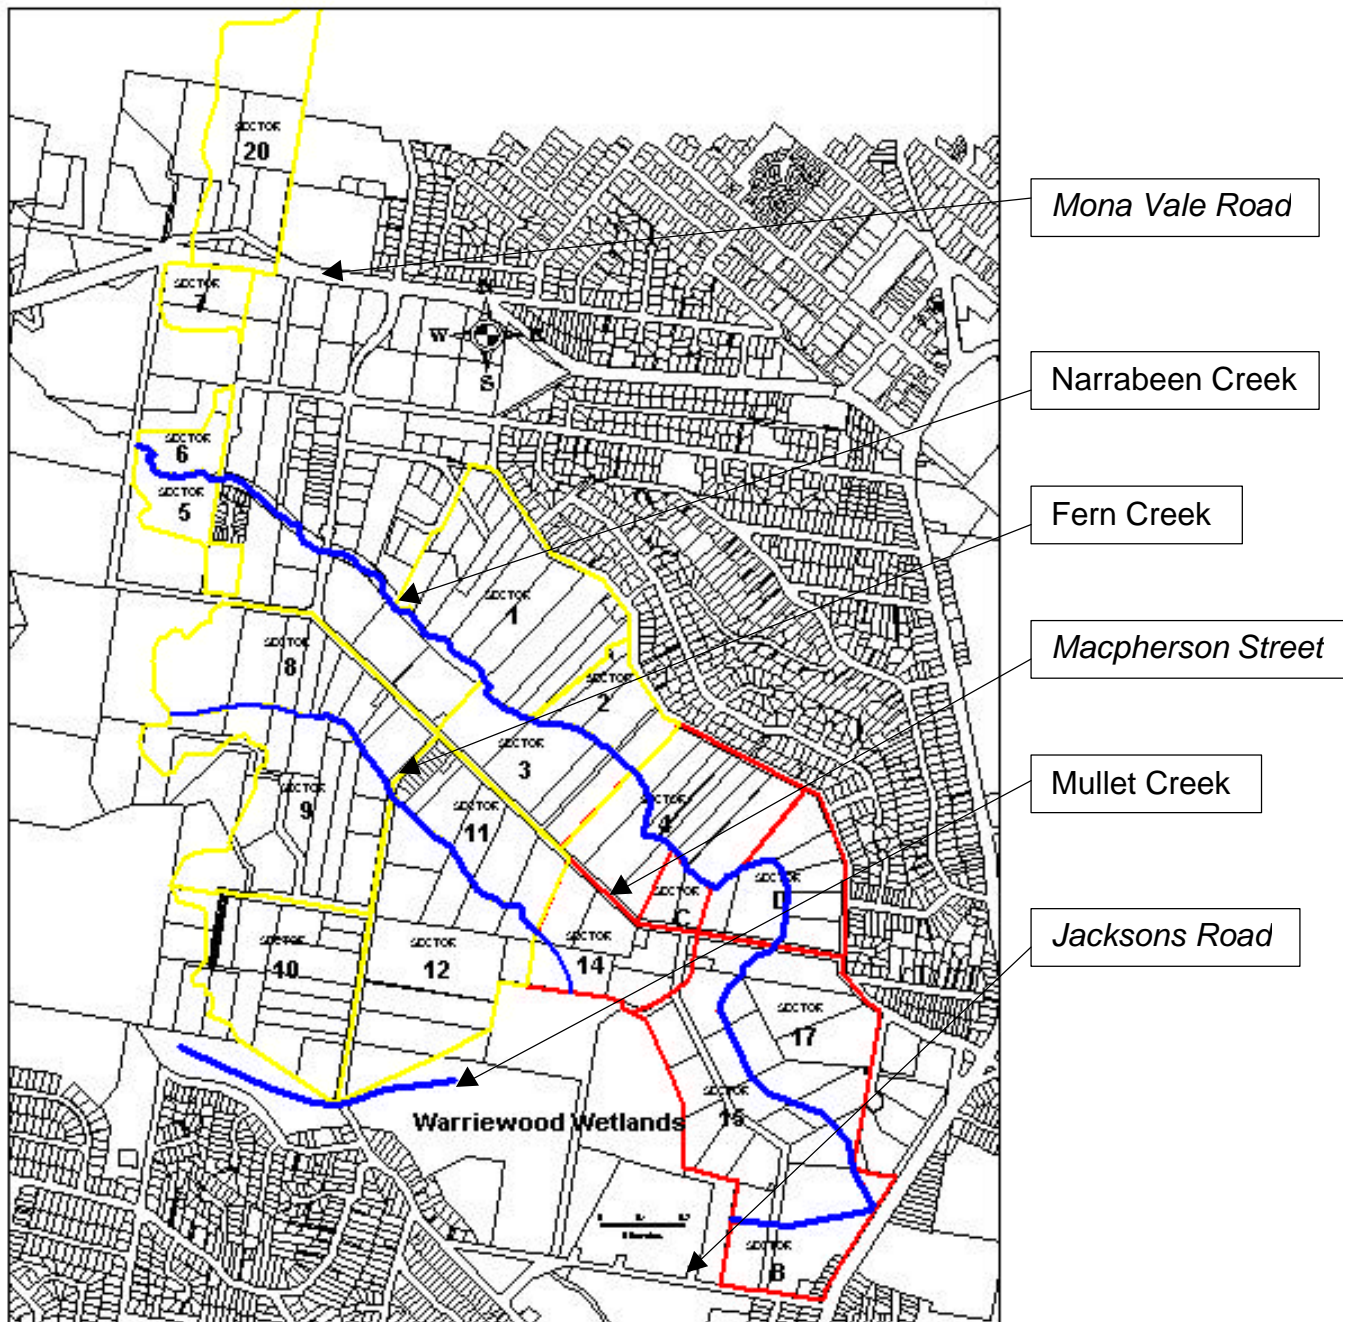 SECTOR
20
Mona Vale Road
SECTOR
7
N
W
S
Narrabeen Creek
SECTOR
6
SECTOR
5
Fern Creek
SECTOR
1
SECTOR
8
Macpherson Street
SECTOR
2
SECTOR
3
Mullet Creek
SECTOR
9
SECTOR
11
SECTOR
4
SECTOR
C
SECTOR
D
Jacksons Road
SECTOR
10
SECTOR
12
SECTOR
14
SECTOR
17
SECTOR
15
Warriewood Wetlands
SECTOR
B